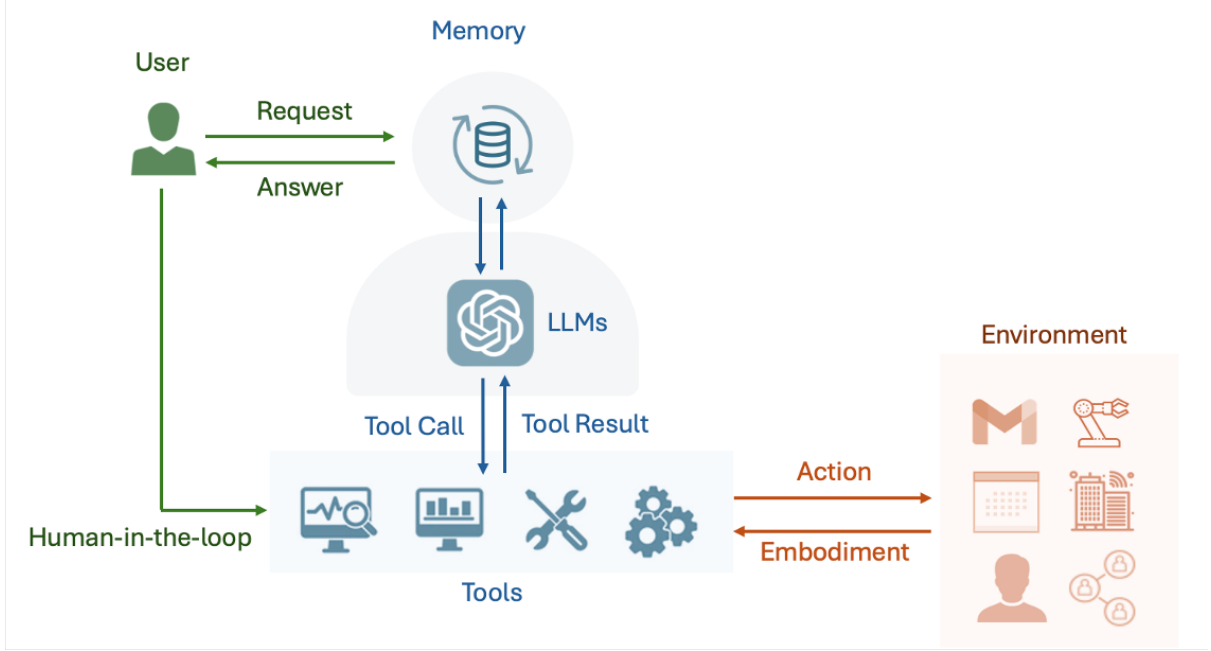 Memory
User
Request
Answer
LLMs
Environment
Tool Call
Tool Result
Action
Human-in-the-loop
Embodiment
Tools